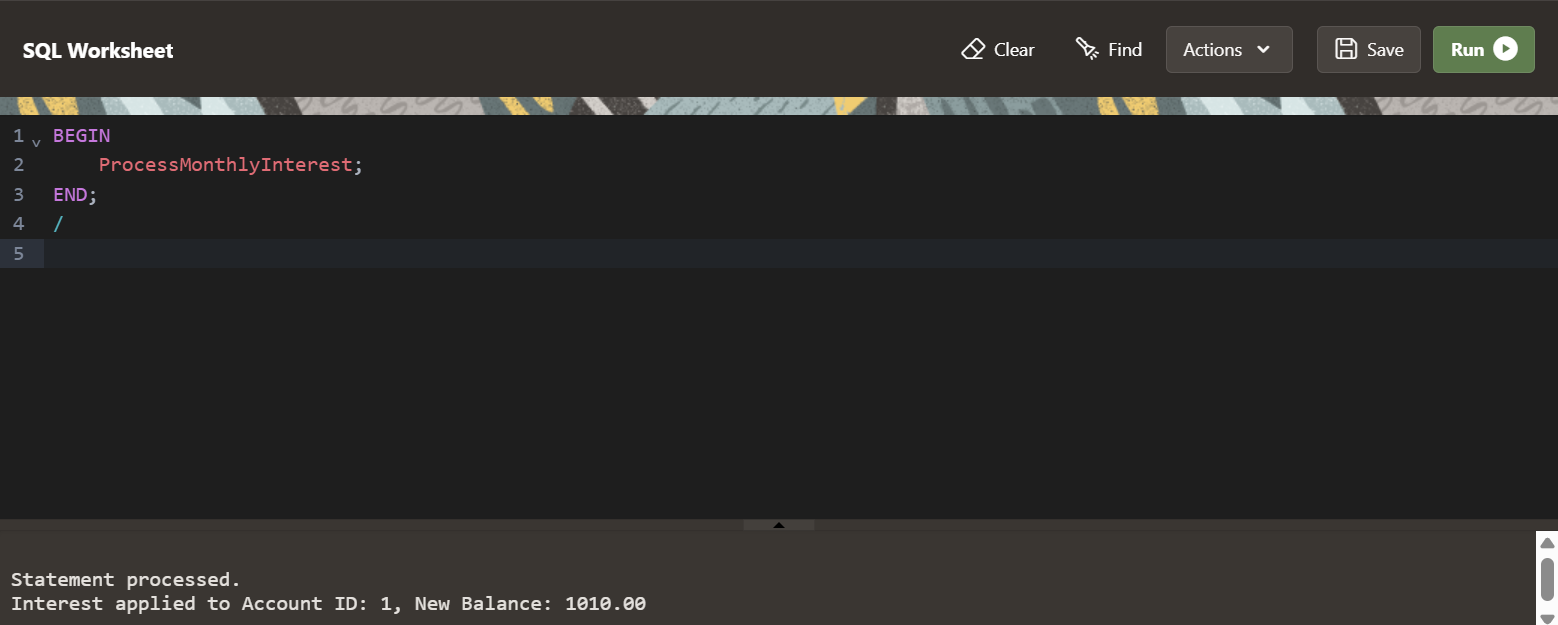 SQL Worksheet Clear Find Actions Save Run
1 BEGIN
2     ProcessMonthlyInterest;
3 END;
4 /
5
Statement processed.
Interest applied to Account ID: 1, New Balance: 1010.00